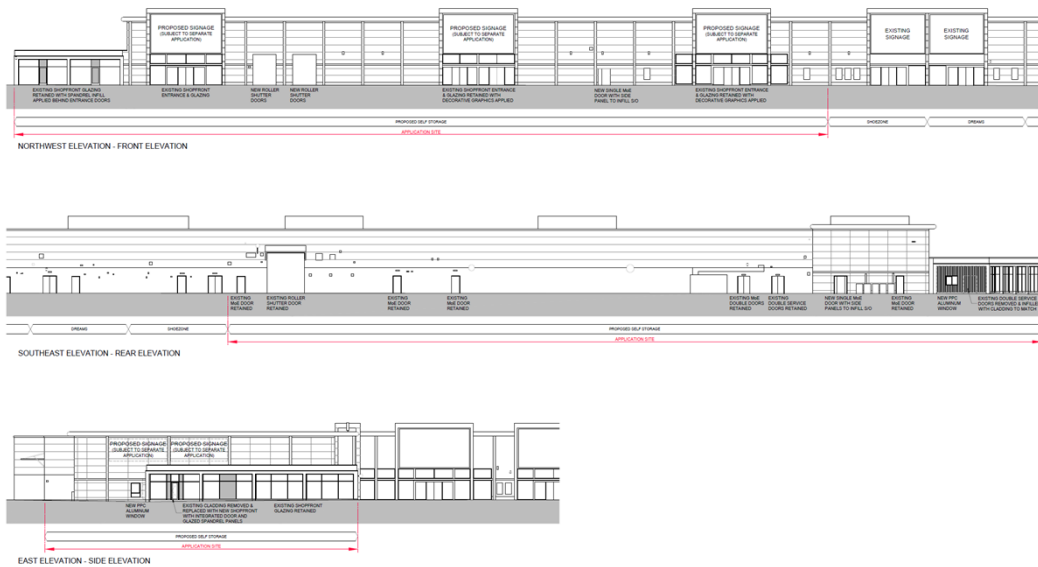 PROPOSED SIGNAGE
(SUBJECT TO SEPARATE
APPLICATION)
PROPOSED SIGNAGE
(SUBJECT TO SEPARATE
APPLICATION)
PROPOSED SIGNAGE
(SUBJECT TO SEPARATE
APPLICATION)
EXISTING
SIGNAGE
EXISTING
SIGNAGE
EXISTING SHOPFRONT GLAZING
RETAINED WITH SPANDREL INFILL
APPLIED BEHIND ENTRANCE DOORS
EXISTING SHOPFRONT
ENTRANCE & GLAZING
NEW ROLLER
SHUTTER
DOORS
NEW ROLLER
SHUTTER
DOORS
EXISTING SHOPFRONT ENTRANCE
& GLAZING RETAINED WITH
DECORATIVE GRAPHICS APPLIED
NEW SINGLE MoE
DOOR WITH SIDE
PANEL TO INFILL S/O
EXISTING SHOPFRONT ENTRANCE
& GLAZING RETAINED WITH
DECORATIVE GRAPHICS APPLIED
PROPOSED SELF STORAGE
SHOEZONE
DREAMS
APPLICATION SITE
NORTHWEST ELEVATION - FRONT ELEVATION
EXISTING
MoE DOOR
RETAINED
EXISTING ROLLER
SHUTTER DOOR
RETAINED
EXISTING
MoE DOOR
RETAINED
EXISTING
MoE DOOR
RETAINED
EXISTING MoE
DOUBLE DOORS
RETAINED
EXISTING
DOUBLE SERVICE
DOORS RETAINED
NEW SINGLE MoE
DOOR WITH SIDE
PANELS TO INFILL S/O
EXISTING
MoE DOOR
RETAINED
NEW PPC
ALUMINUM
WINDOW
EXISTING DOUBLE SERVICE
DOORS REMOVED & INFILLED
WITH CLADDING TO MATCH
DREAMS
SHOEZONE
PROPOSED SELF STORAGE
APPLICATION SITE
SOUTHEAST ELEVATION - REAR ELEVATION
PROPOSED SIGNAGE
(SUBJECT TO SEPARATE
APPLICATION)
PROPOSED SIGNAGE
(SUBJECT TO SEPARATE
APPLICATION)
NEW PPC
ALUMINUM
WINDOW
EXISTING CLADDING REMOVED &
REPLACED WITH NEW SHOPFRONT
WITH INTEGRATED DOOR AND
GLAZED SPANDREL PANELS
EXISTING SHOPFRONT
GLAZING RETAINED
PROPOSED SELF STORAGE
APPLICATION SITE
EAST ELEVATION - SIDE ELEVATION